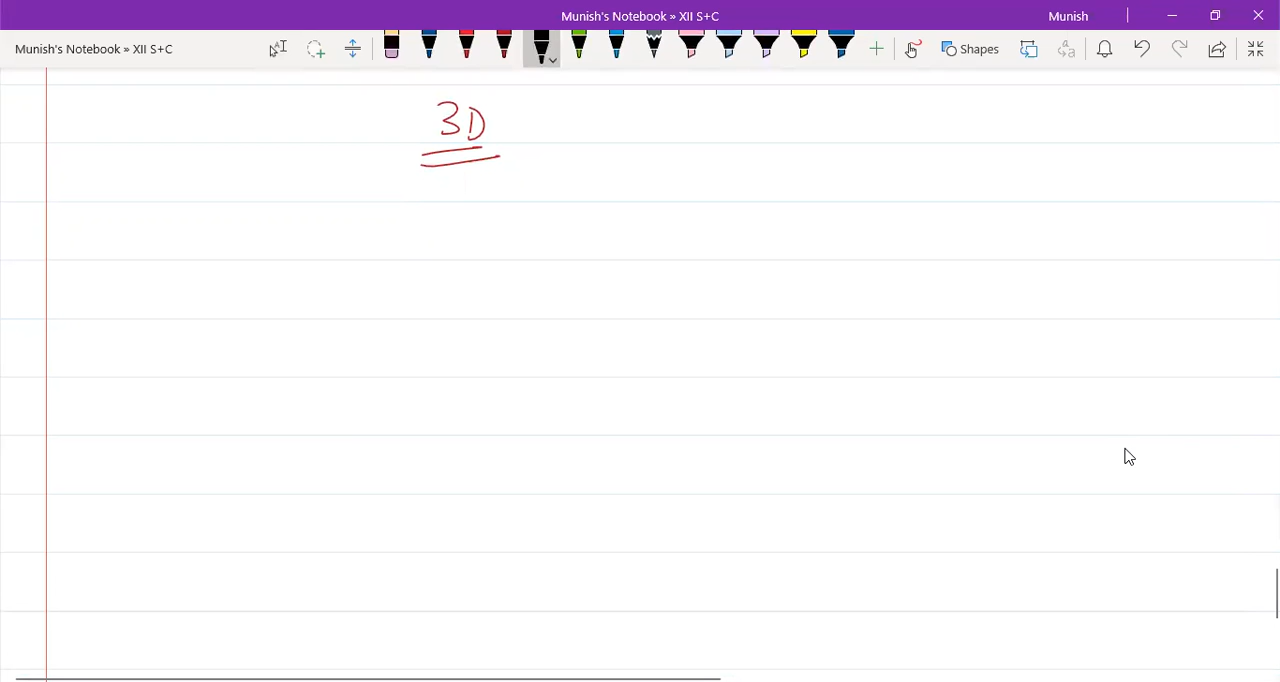 Munish's Notebook » XII S+C
Munish
Munish's Notebook » XII S+C
Shapes
3D